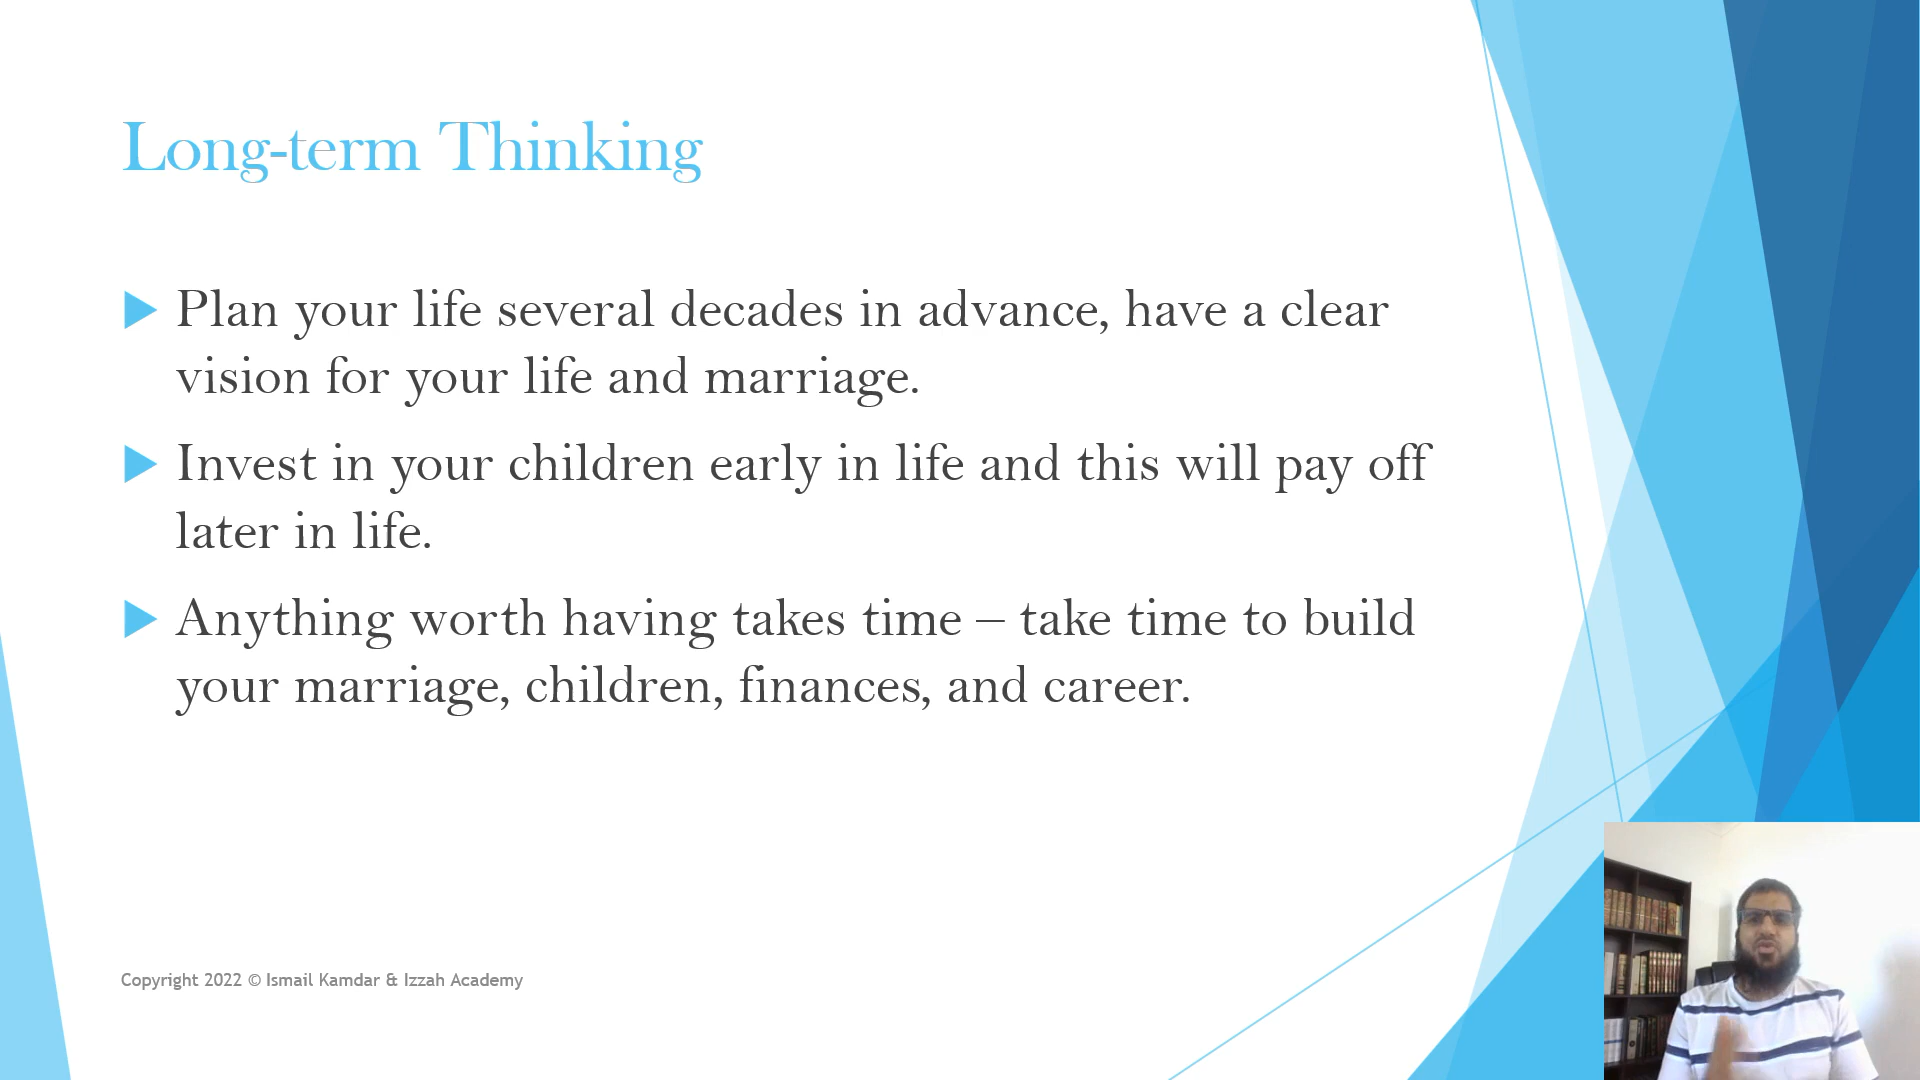 Long-term Thinking
Plan your life several decades in advance, have a clear
vision for your life and marriage.
Invest in your children early in life and this will pay off
later in life.
Anything worth having takes time – take time to build
your marriage, children, finances, and career.
Copyright 2022 © Ismail Kamdar & Izzah Academy